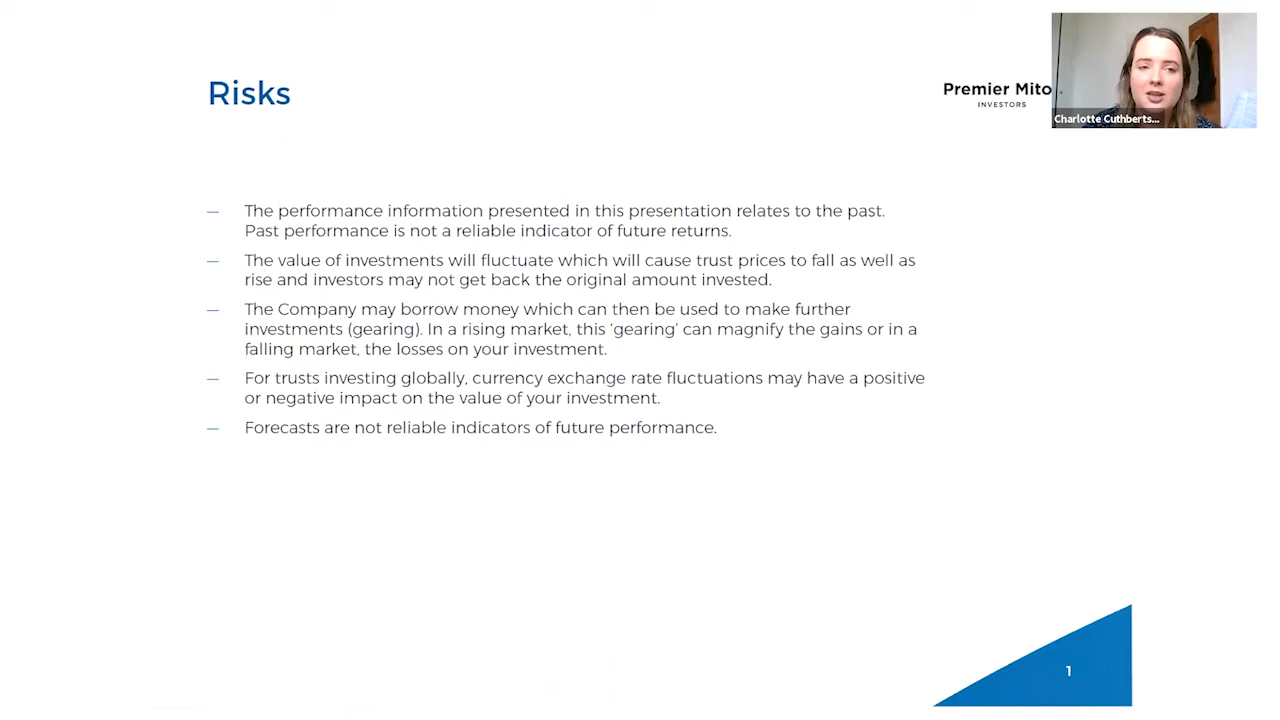 Risks
Premier Mito
INVESTORS
Charlotte Cuthberts...
— The performance information presented in this presentation relates to the past.
Past performance is not a reliable indicator of future returns.
— The value of investments will fluctuate which will cause trust prices to fall as well as
rise and investors may not get back the original amount invested.
— The Company may borrow money which can then be used to make further
investments (gearing). In a rising market, this ‘gearing’ can magnify the gains or in a
falling market, the losses on your investment.
— For trusts investing globally, currency exchange rate fluctuations may have a positive
or negative impact on the value of your investment.
— Forecasts are not reliable indicators of future performance.
1